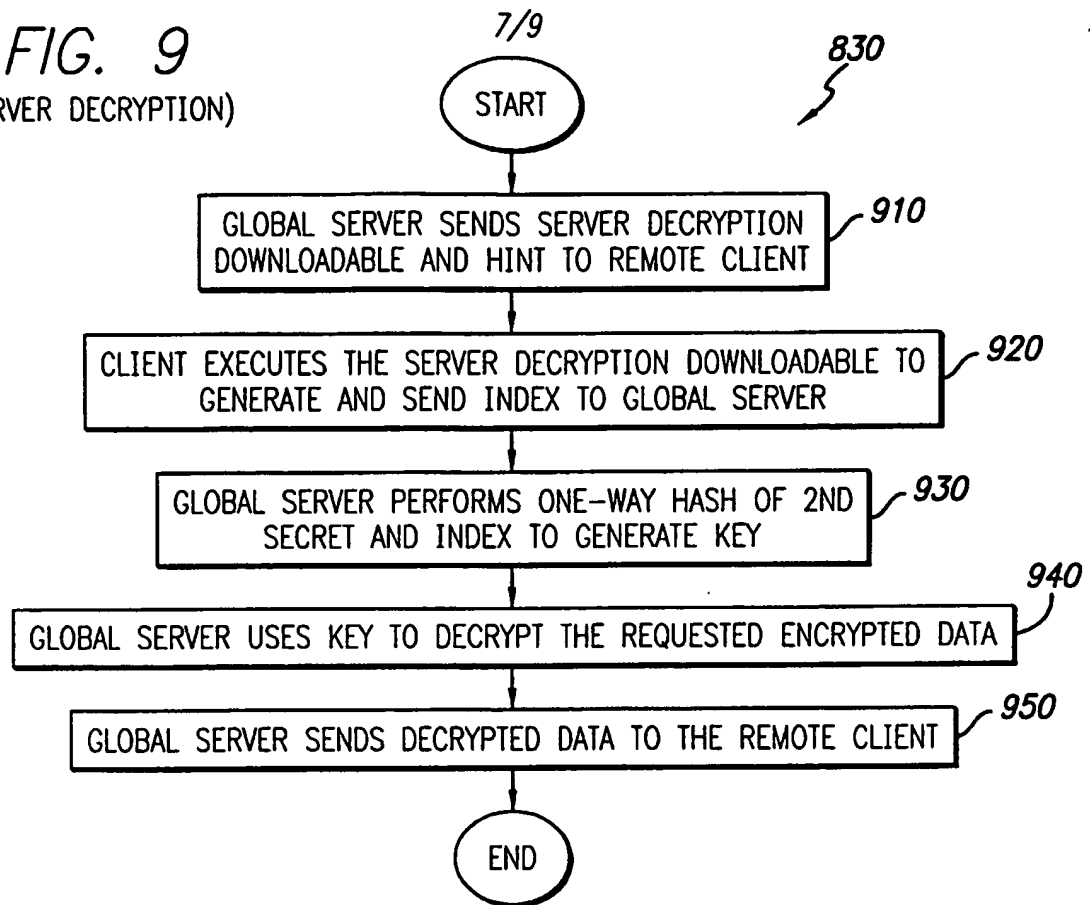 FIG. 9
7/9
RVER DECRYPTION)
830
START
GLOBAL SERVER SENDS SERVER DECRYPTION
DOWNLOADABLE AND HINT TO REMOTE CLIENT
910
CLIENT EXECUTES THE SERVER DECRYPTION DOWNLOADABLE TO
GENERATE AND SEND INDEX TO GLOBAL SERVER
920
GLOBAL SERVER PERFORMS ONE-WAY HASH OF 2ND
SECRET AND INDEX TO GENERATE KEY
930
GLOBAL SERVER USES KEY TO DECRYPT THE REQUESTED ENCRYPTED DATA
940
GLOBAL SERVER SENDS DECRYPTED DATA TO THE REMOTE CLIENT
950
END